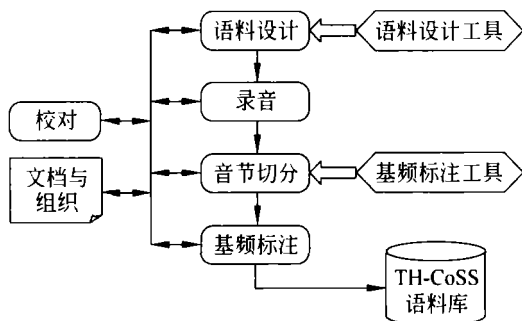 语料设计
语料设计工具
录音
校对
文档与
组织
音节切分
基频标注工具
基频标注
TH-CoSS
语料库